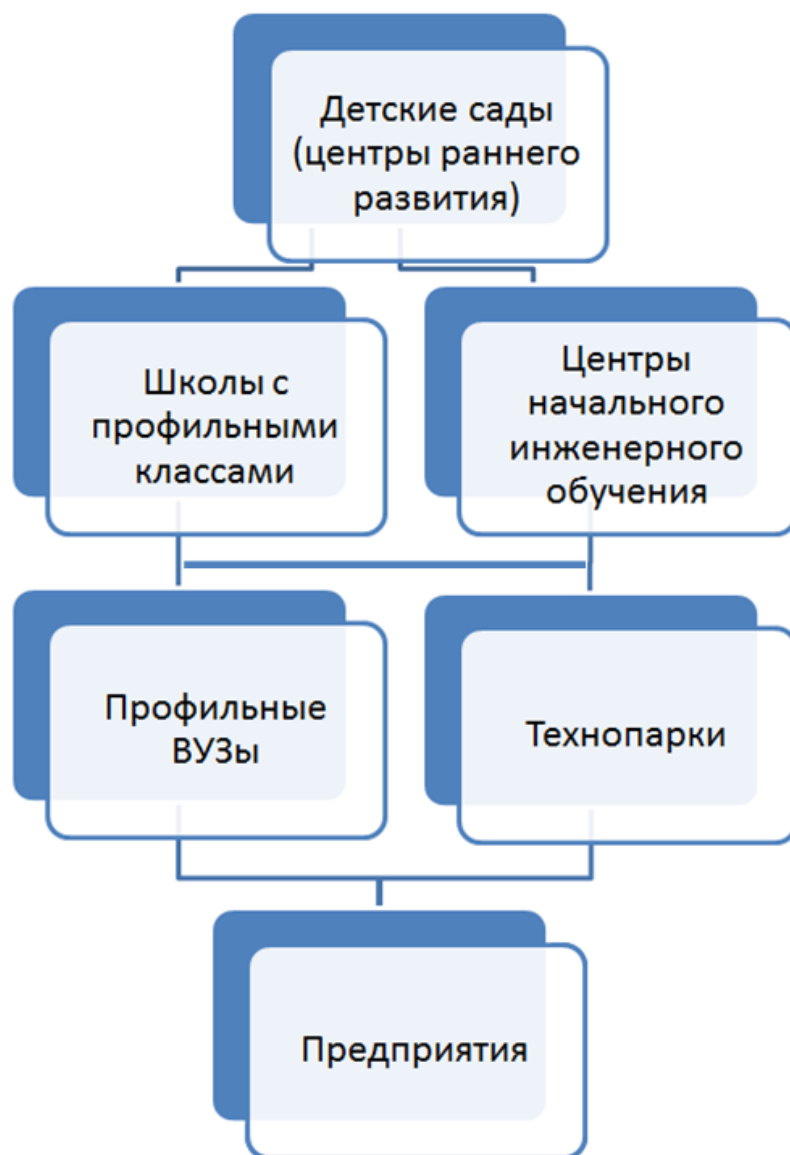 Детские сады
(центры раннего
развития)
Школы с
профильными
классами
Центры
начального
инженерного
обучения
Профильные
ВУЗы
Технопарки
Предприятия